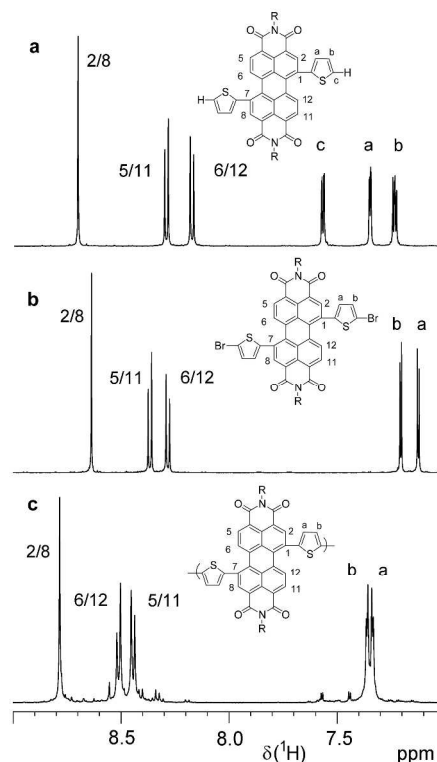 a
R
O N O
5 2 a b
6 1 S c H
H S 7 12
8 11
O N O
R
2/8
5/11
6/12
c
a
b
b
R
O N O
5 2 a b
6 1 S Br
Br S 7 12
8 11
O N O
R
2/8
5/11
6/12
b
a
c
R
O N O
5 2 a b
6 1 S
S 7 12
8 11
O N O
R
2/8
6/12
5/11
b
a
8.5 8.0 7.5 ppm
δ(¹H)